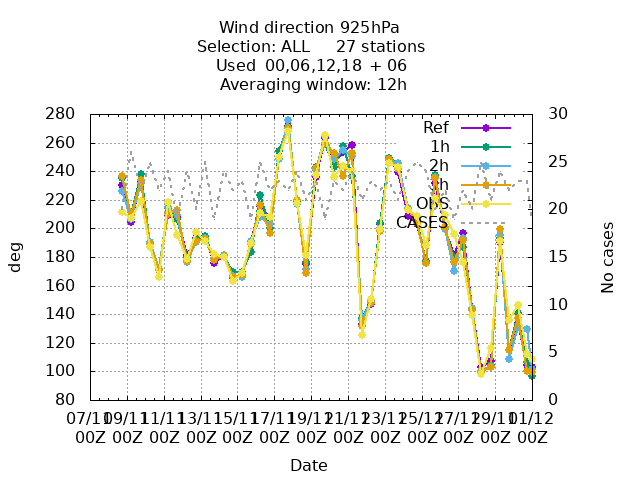 Wind direction 925hPa
Selection: ALL 27 stations
Used 00,06,12,18 + 06
Averaging window: 12h
280 30
260
240 25
220
200 20
180
160 15
140
120 10
100 5
80 0
Ref
1h
2h
OBS
CASES
deg
No cases
07/11 09/11 11/11 13/11 15/11 17/11 19/11 21/11 23/11 25/11 27/11 29/11 01/12
00Z 00Z 00Z 00Z 00Z 00Z 00Z 00Z 00Z 00Z 00Z 00Z 00Z
Date